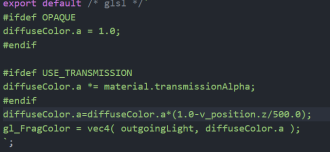 export default /* glsl */`
#ifdef OPAQUE
diffuseColor.a = 1.0;
#endif
#ifdef USE_TRANSMISSION
diffuseColor.a *= material.transmissionAlpha;
#endif
diffuseColor.a=diffuseColor.a*(1.0-v_position.z/500.0);
gl_FragColor = vec4( outgoingLight, diffuseColor.a );
`;